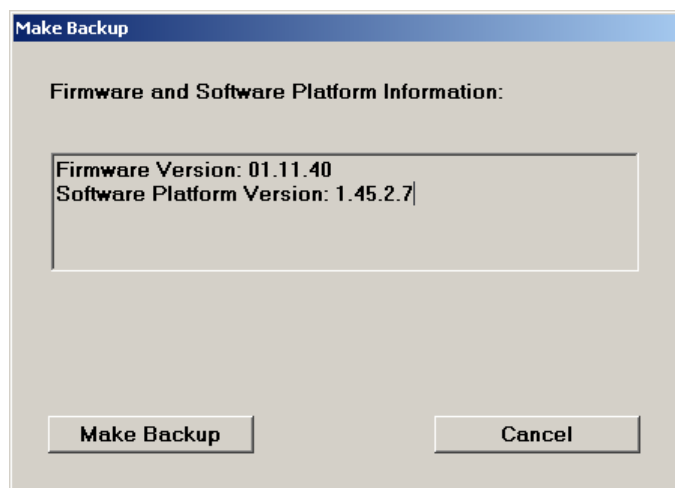 Make Backup
Firmware and Software Platform Information:
Firmware Version: 01.11.40
Software Platform Version: 1.45.2.7
Make Backup
Cancel